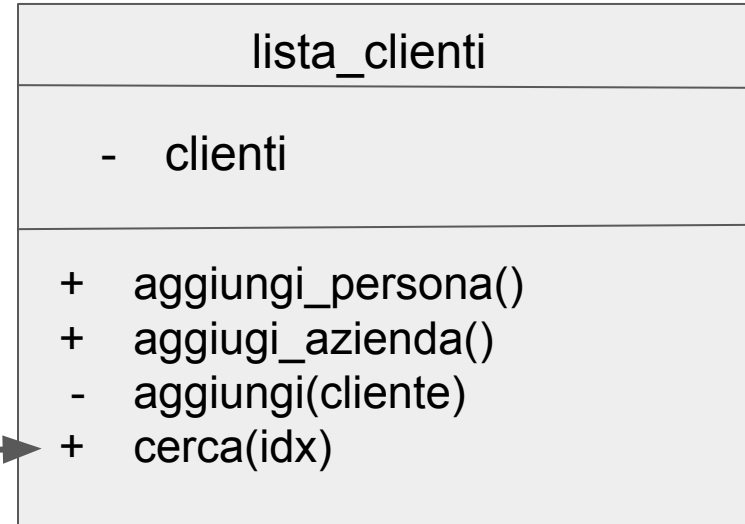 lista_clienti
- clienti
+ aggiungi_persona()
+ aggiugi_azienda()
- aggiungi(cliente)
+ cerca(idx)